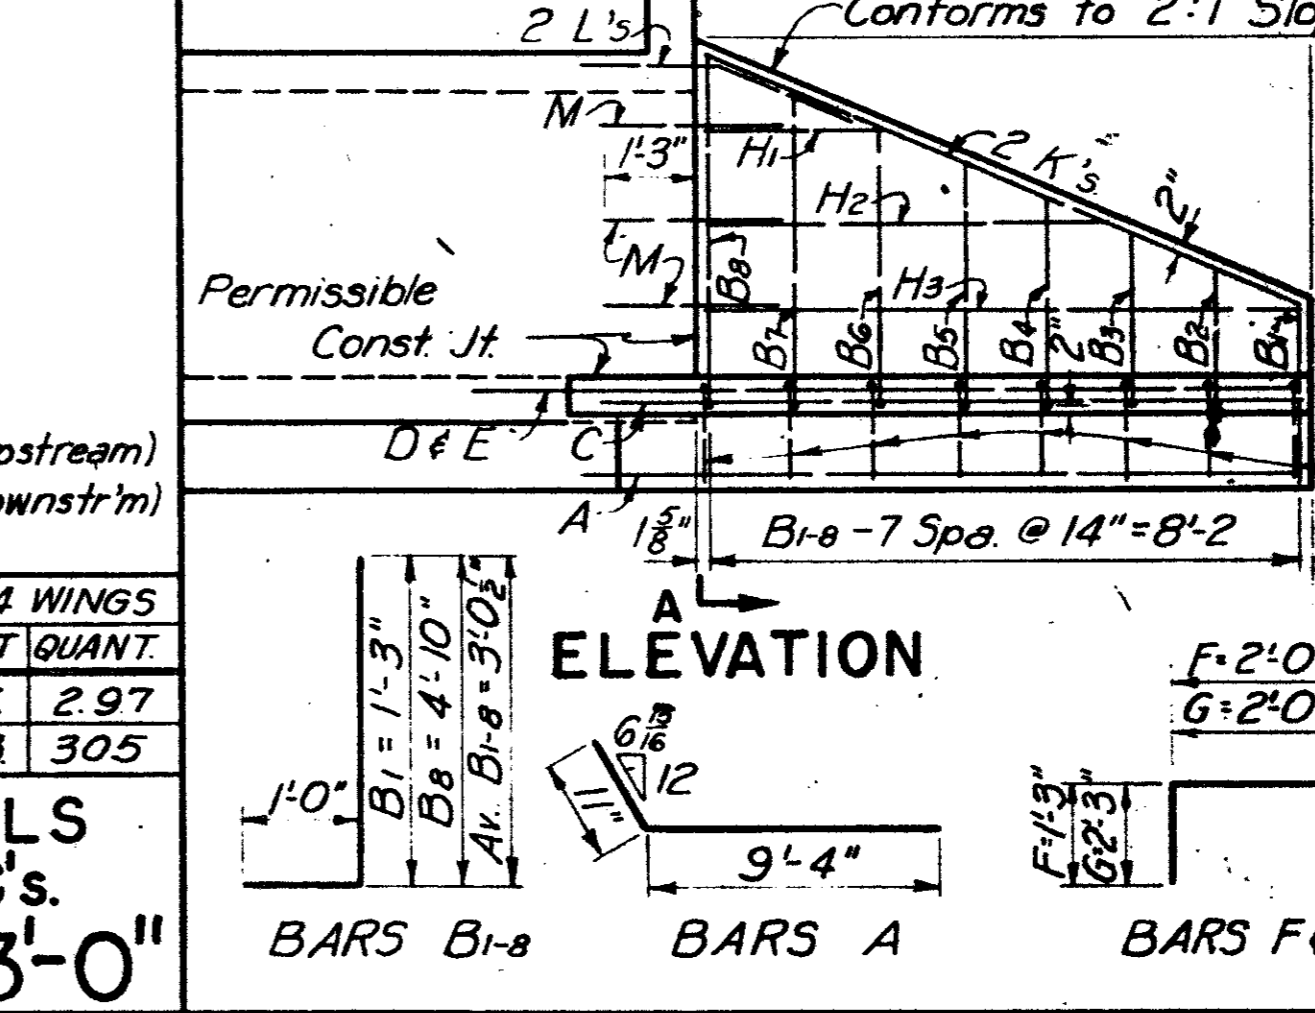 Conforms to 2:1 Slo
2 L's
M
1'-3"
H1
2 K's
2"
H2
M
B8
H3
Permissible
Const. Jt.
B7
B6
B5
B4
2"
B3
B2
B1
D & E
C
A
1 5/8"
B1-8 - 7 Spa. @ 14" = 8'-2
A
ELEVATION
pstream)
ownstr'm)
4 WINGS
T QUANT.
2.97
305
LS
's.
3'-0"
1'-0"
B1 = 1'-3"
B8 = 4'-10"
Av. B1-8 = 3'-0 1/2"
BARS B1-8
12
11"
9'-4"
BARS A
F=2'-0
G=2'-0
F=1'-3"
G=2'-3"
BARS F